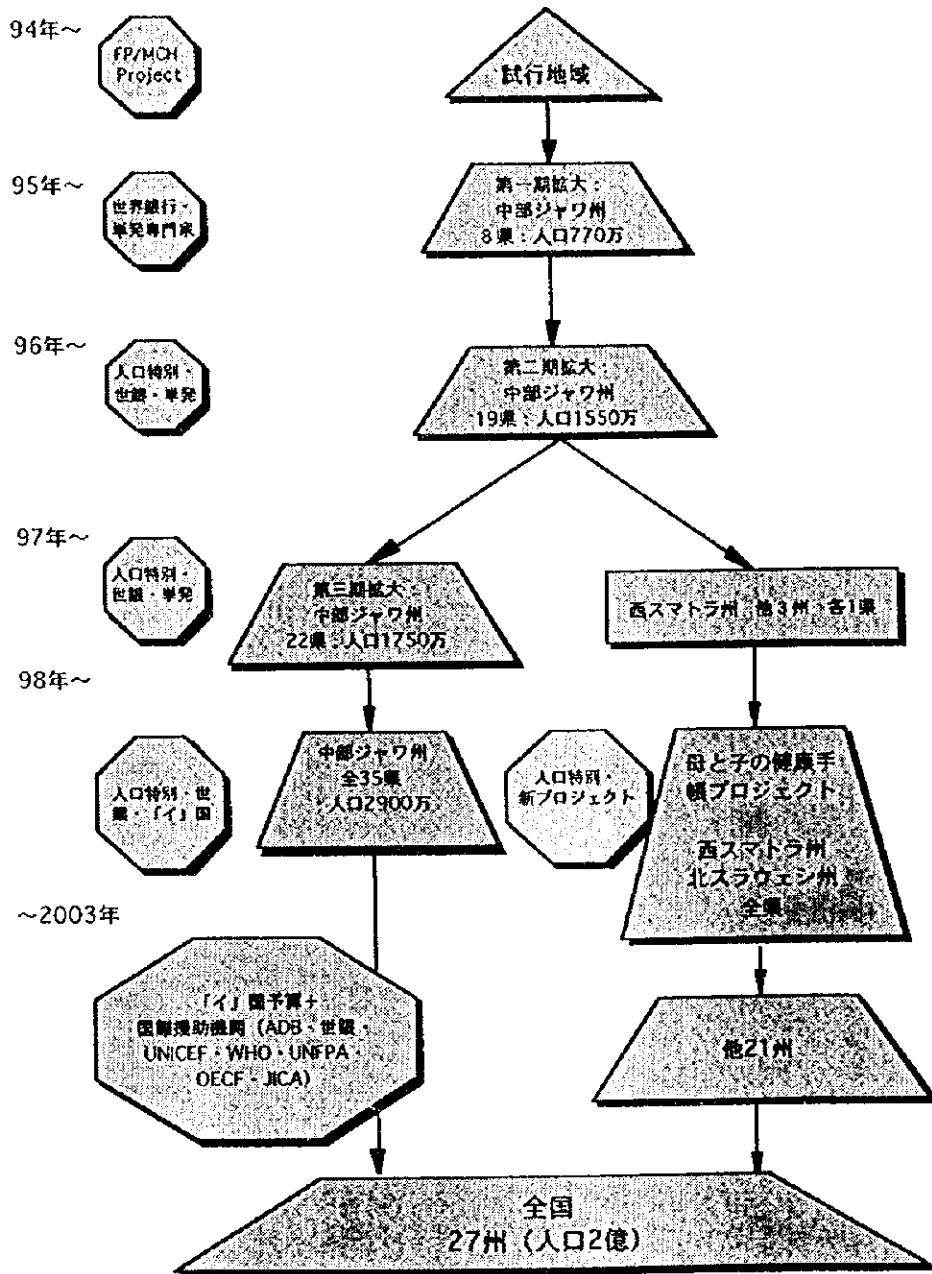 94年～
FP/MCH
Project
試行地域
95年～
世界銀行・
単発専門家
第一期拡大：
中部ジャワ州
8県：人口770万
96年～
人口特別・
世銀・単発
第二期拡大：
中部ジャワ州
19県：人口1550万
97年～
人口特別・
世銀・単発
第三期拡大：
中部ジャワ州
22県：人口1750万
西スマトラ州 他3州 各1県
98年～
人口特別・世
銀・「イ」国
中部ジャワ州
全35県
人口2900万
人口特別・
新プロジェクト
母と子の健康手
帳プロジェクト
西スマトラ州
北スラウェシ州
全県
～2003年
「イ」国予算＋
国際援助機関（ADB・世銀・
UNICEF・WHO・UNFPA・
OECF・JICA）
他21州
全国
27州（人口2億）